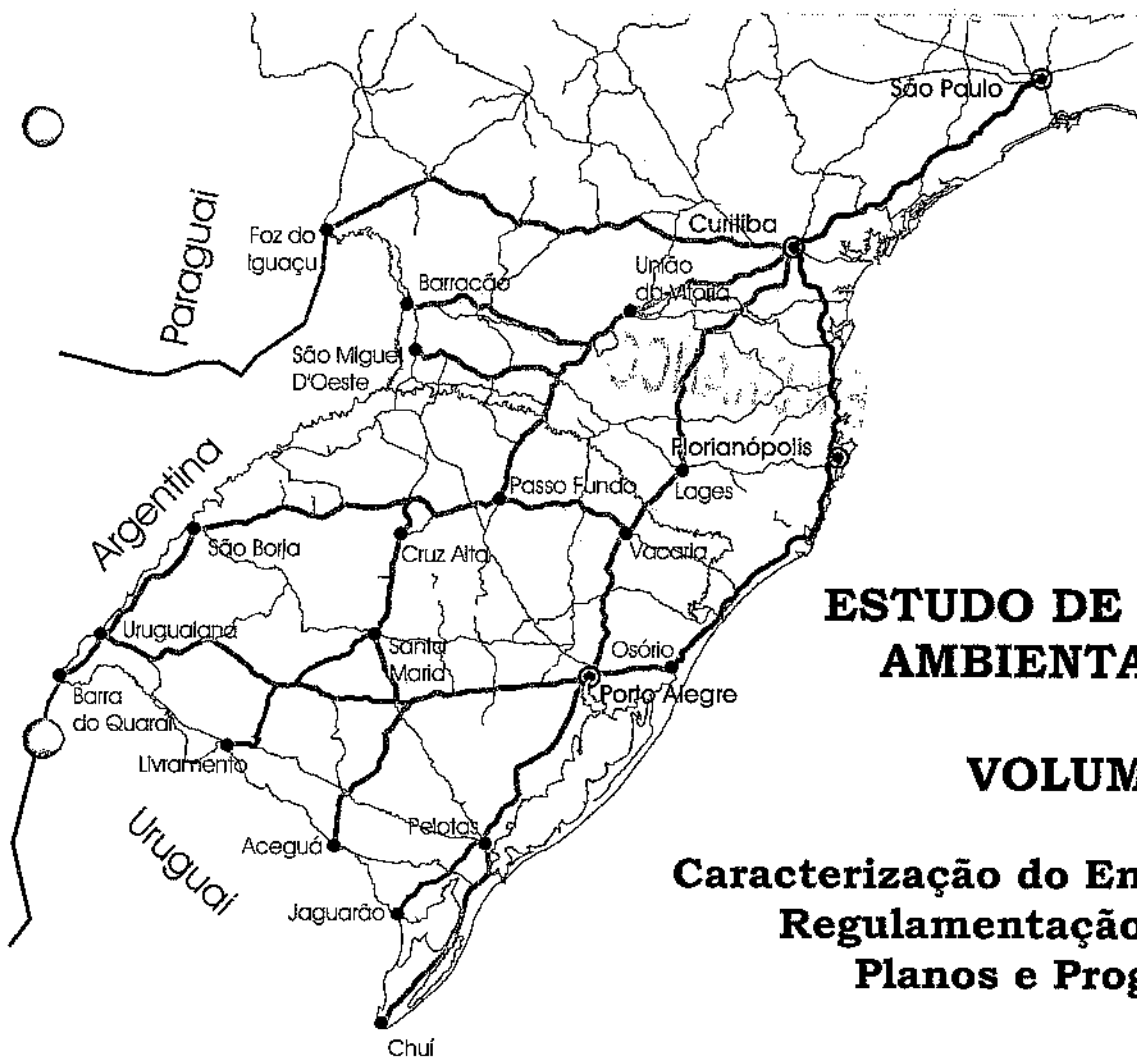 São Paulo
Paraguai
Foz do
Iguaçu
Curitiba
Barracão
União
da Vitória
São Miguel
D'Oeste
Florianópolis
Argentina
Passo Fundo
Lages
São Borja
Cruz Alta
Vacaria
ESTUDO DE
AMBIENTA
Uruguaiana
Santa
Maria
Osório
Porto Alegre
Barra
do Quaraí
Livramento
VOLUM
Uruguai
Pelotas
Aceguá
Caracterização do En
Jaguarão
Regulamentação
Planos e Prog
Chuí